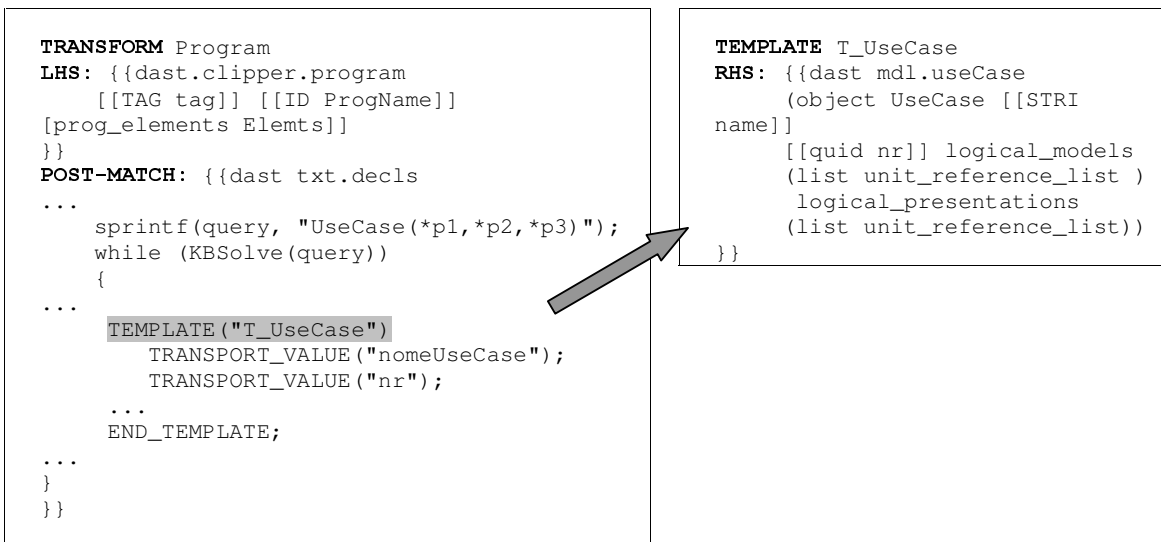 TRANSFORM Program
LHS: {{dast.clipper.program
[[TAG tag]] [[ID ProgName]]
[prog_elements Elemts]]
}}
POST-MATCH: {{dast txt.decls
...
sprintf(query, "UseCase(*p1,*p2,*p3)");
while (KBSolve(query))
{
...
TEMPLATE("T_UseCase")
TRANSPORT_VALUE("nomeUseCase");
TRANSPORT_VALUE("nr");
...
END_TEMPLATE;
...
}
}}
TEMPLATE T_UseCase
RHS: {{dast mdl.useCase
(object UseCase [[STRI
name]]
[[quid nr]] logical_models
(list unit_reference_list )
logical_presentations
(list unit_reference_list))
}}